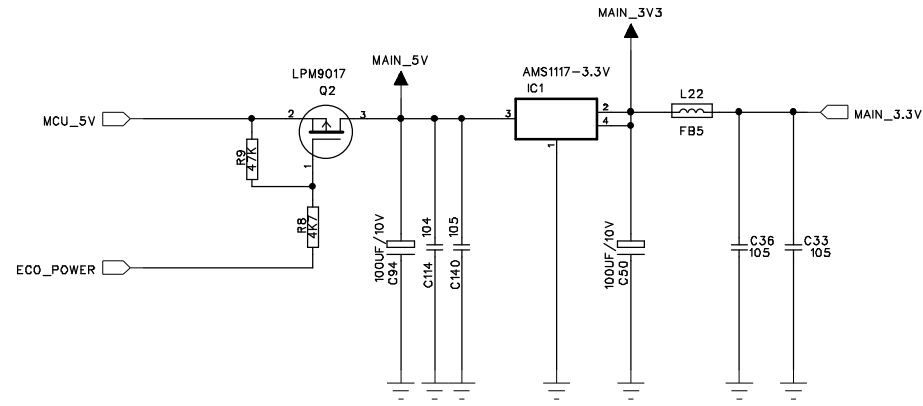 MAIN_3V3
LPM9017
Q2
MAIN_5V
AMS1117-3.3V
IC1
L22
FB5
MCU_5V
2
3
3
2
4
MAIN_3.3V
R9
47K
1
1
R8
4K7
ECO_POWER
100UF/10V
C94
104
C114
105
C140
100UF/10V
C50
C36
105
C33
105